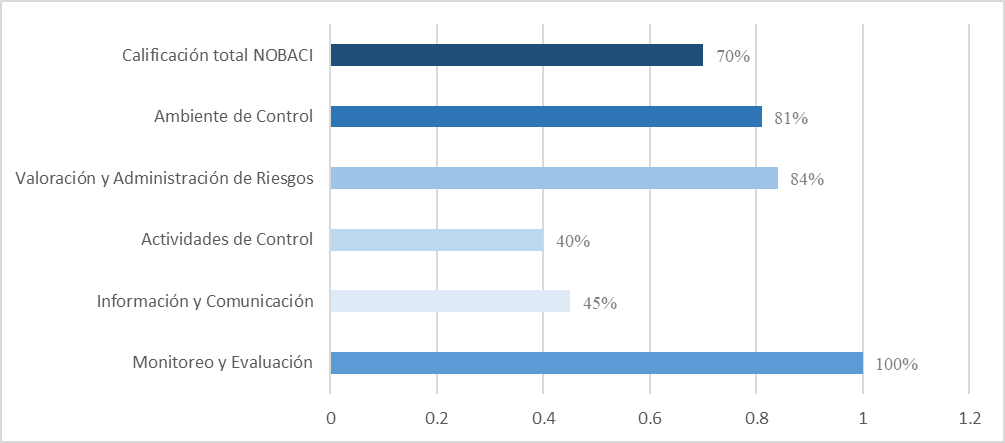 Calificación total NOBACI 70%
Ambiente de Control 81%
Valoración y Administración de Riesgos 84%
Actividades de Control 40%
Información y Comunicación 45%
Monitoreo y Evaluación 100%
0 0.2 0.4 0.6 0.8 1 1.2